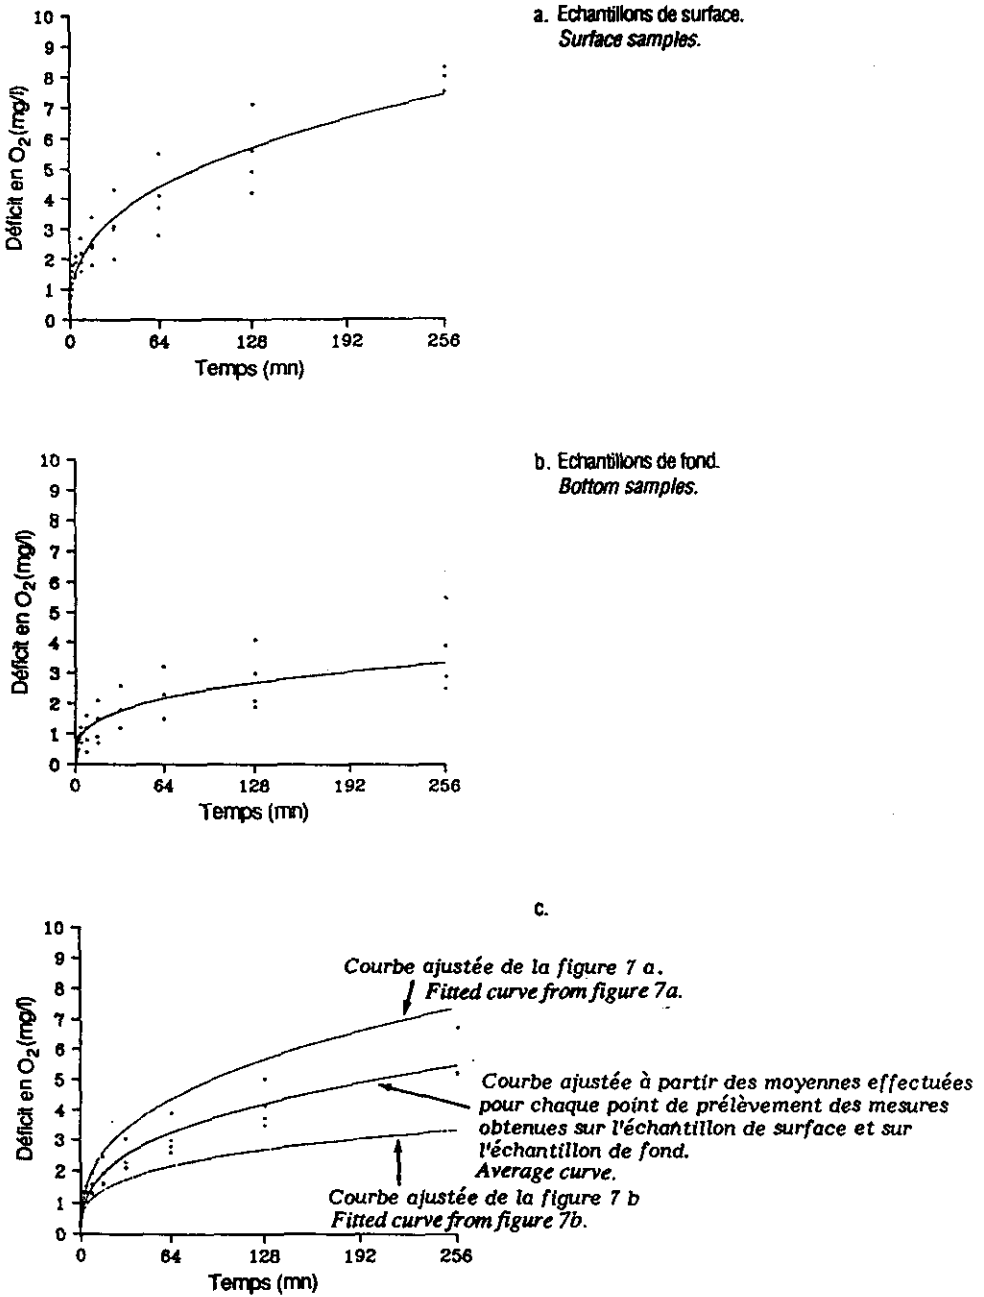 a. Echantillons de surface.
Surface samples.
10
9
8
7
6
5
4
3
2
1
0
Déficit en O2(mg/l)
0 64 128 192 256
Temps (mn)
b. Echantillons de fond.
Bottom samples.
10
9
8
7
6
5
4
3
2
1
0
Déficit en O2(mg/l)
0 64 128 192 256
Temps (mn)
c.
10
9
8
7
6
5
4
3
2
1
0
Déficit en O2(mg/l)
Courbe ajustée de la figure 7 a.
Fitted curve from figure 7a.
Courbe ajustée à partir des moyennes effectuées
pour chaque point de prélèvement des mesures
obtenues sur l'échantillon de surface et sur
l'échantillon de fond.
Average curve.
Courbe ajustée de la figure 7 b
Fitted curve from figure 7b.
0 64 128 192 256
Temps (mn)